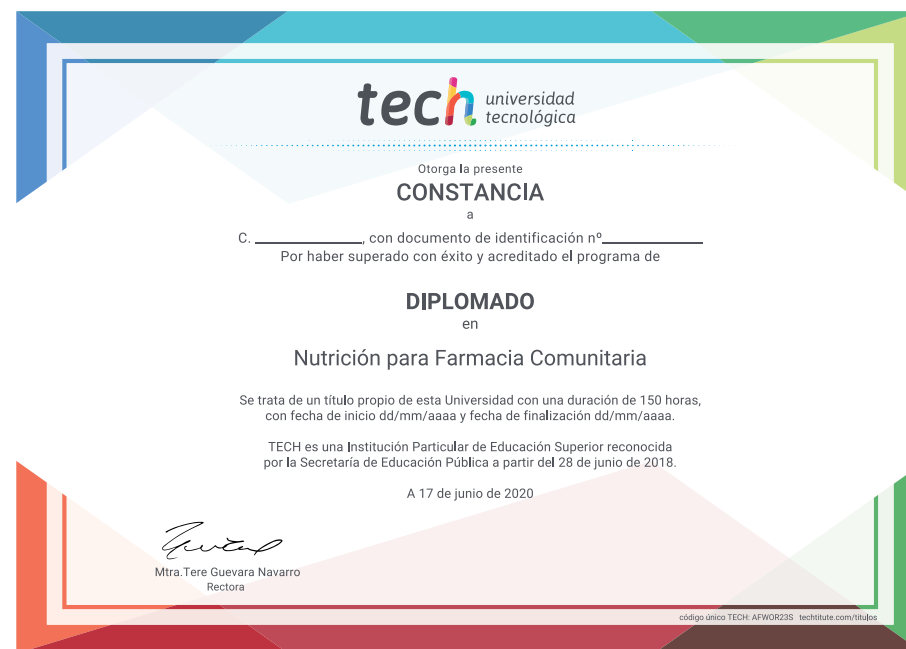 tech universidad
tecnológica
Otorga la presente
CONSTANCIA
a
C. ______________, con documento de identificación nº_____________
Por haber superado con éxito y acreditado el programa de
DIPLOMADO
en
Nutrición para Farmacia Comunitaria
Se trata de un título propio de esta Universidad con una duración de 150 horas,
con fecha de inicio dd/mm/aaaa y fecha de finalización dd/mm/aaaa.
TECH es una Institución Particular de Educación Superior reconocida
por la Secretaría de Educación Pública a partir del 28 de junio de 2018.
A 17 de junio de 2020
Mtra.Tere Guevara Navarro
Rectora
código único TECH: AFWOR23S techtitute.com/titulos